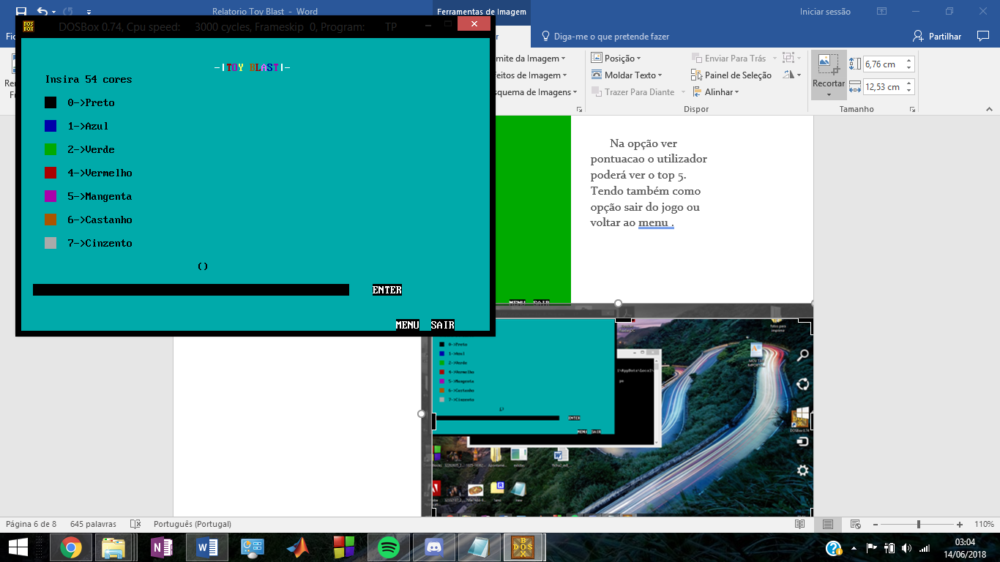 Relatorio Toy Blast - Word
Ferramentas de Imagem
Iniciar sessão
DOSBox 0.74, Cpu speed: 3000 cycles, Frameskip 0, Program: TP
Diga-me o que pretende fazer
Partilhar
-|TOY BLAST|-
Insira 54 cores
0->Preto
1->Azul
2->Verde
4->Vermelho
5->Mangenta
6->Castanho
7->Cinzento
()
ENTER
MENU SAIR
mite da Imagem
feitos de Imagem
squema de Imagens
Posição
Moldar Texto
Trazer Para Diante
Enviar Para Trás
Painel de Seleção
Alinhar
Dispor
Recortar
6,76 cm
12,53 cm
Tamanho
Na opção ver
pontuacao o utilizador
poderá ver o top 5.
Tendo também como
opção sair do jogo ou
voltar ao menu .
MENU SAIR
0->Preto
1->Azul
2->Verde
4->Vermelho
5->Mangenta
6->Castanho
7->Cinzento
()
ENTER
MENU SAIR
DOSBox 0.74
Página 6 de 8
645 palavras
Português (Portugal)
110%
03:04
14/06/2018